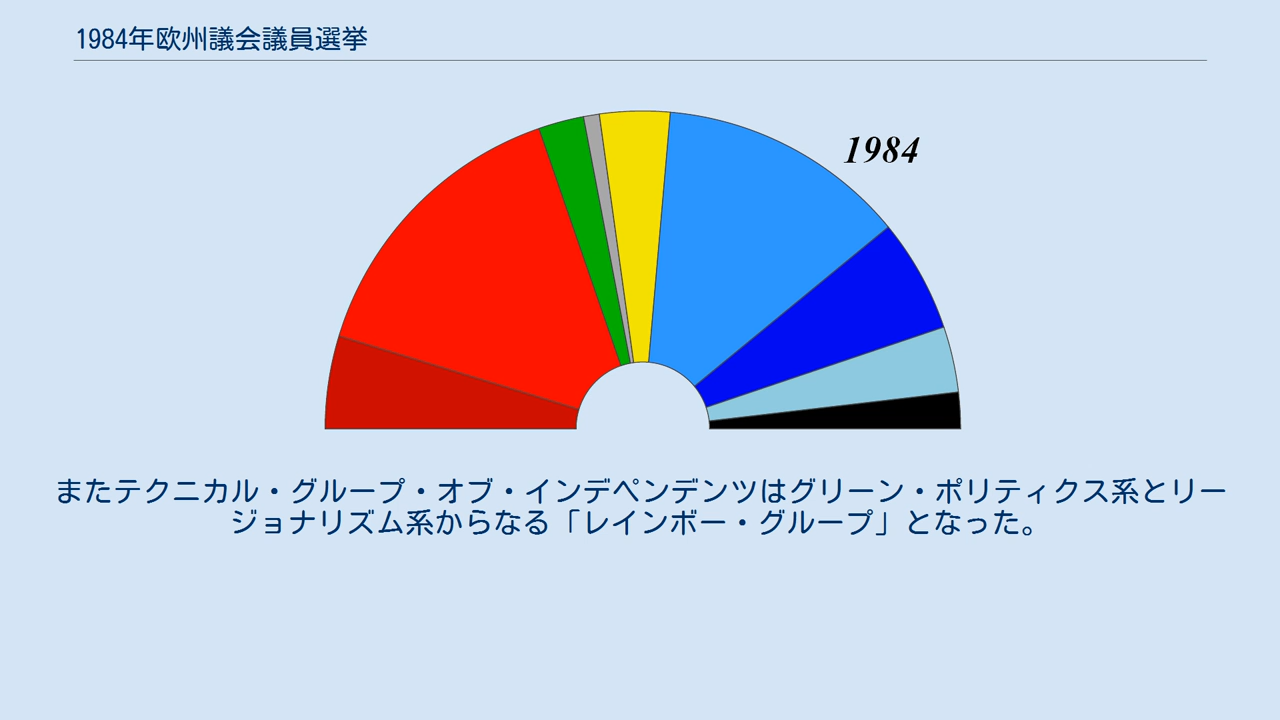 1984年欧州議会議員選挙
1984
またテクニカル・グループ・オブ・インデペンデンツはグリーン・ポリティクス系とリー
ジョナリズム系からなる「レインボー・グループ」となった。